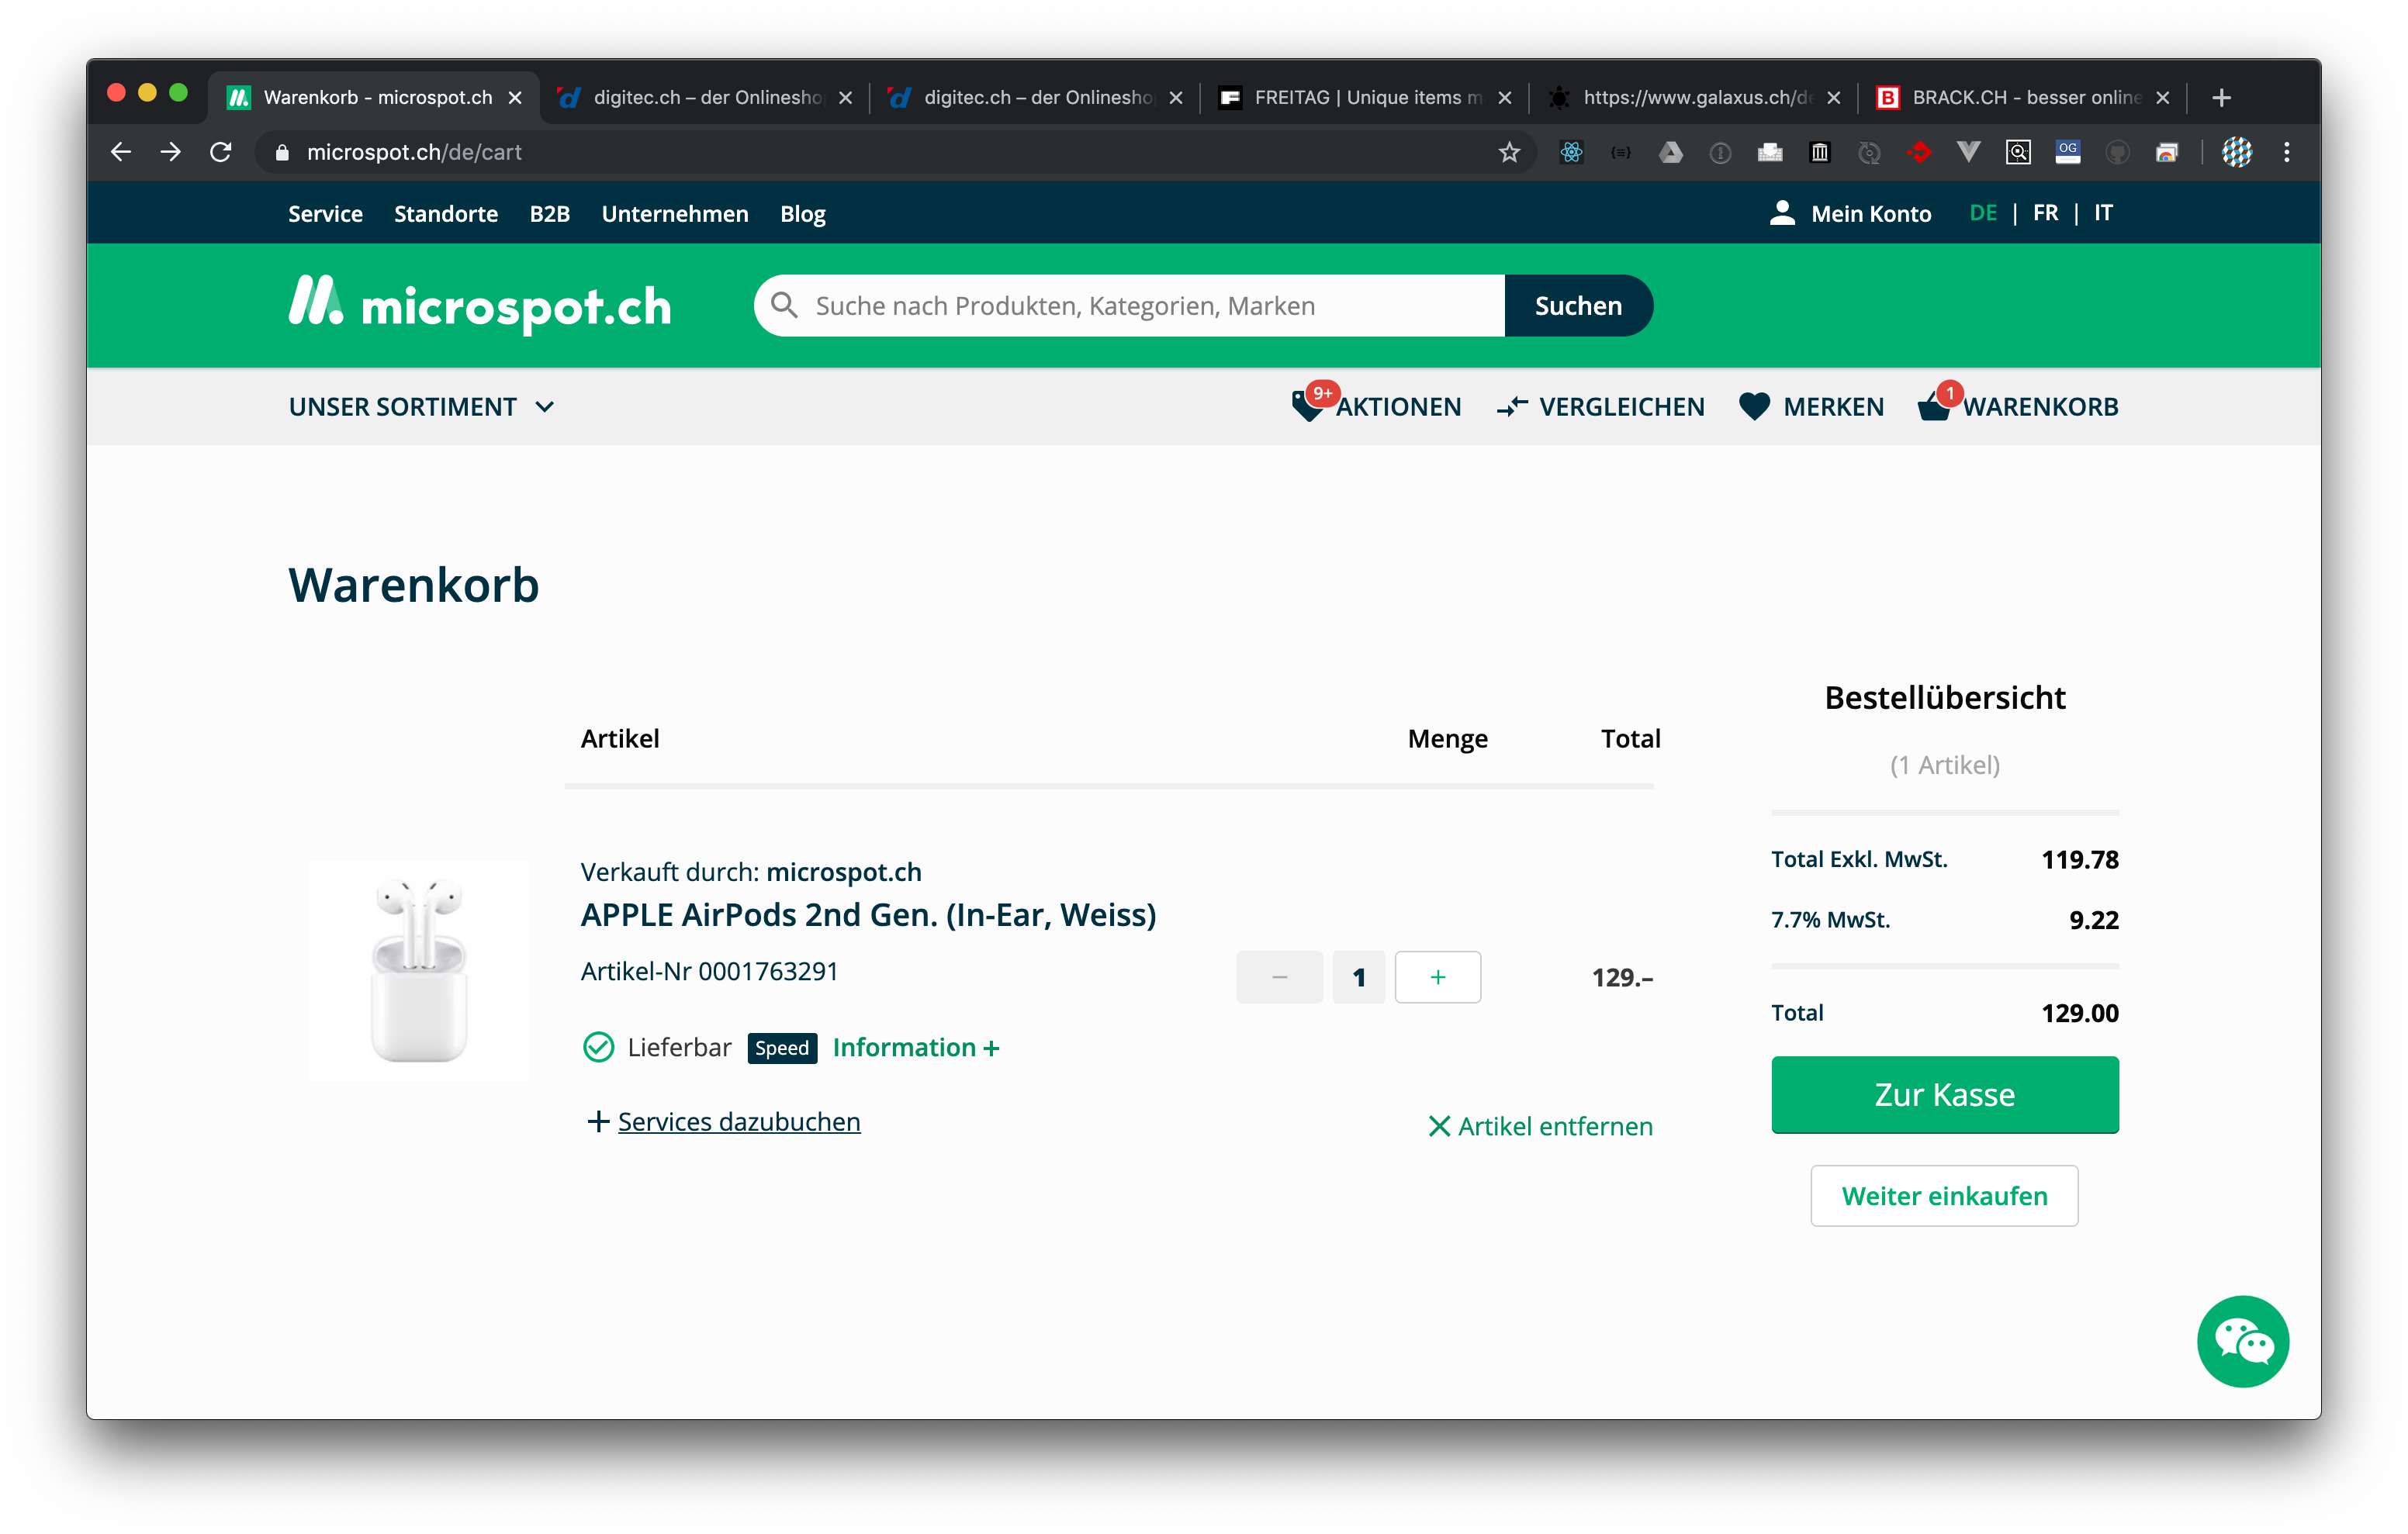 Warenkorb - microspot.ch
digitec.ch – der Onlinesho
digitec.ch – der Onlinesho
FREITAG | Unique items m
https://www.galaxus.ch/de
BRACK.CH - besser online
microspot.ch/de/cart
OG
Service Standorte B2B Unternehmen Blog
Mein Konto DE | FR | IT
microspot.ch
Suche nach Produkten, Kategorien, Marken
Suchen
UNSER SORTIMENT
9+ AKTIONEN VERGLEICHEN MERKEN 1 WARENKORB
Warenkorb
Artikel Menge Total
Verkauft durch: microspot.ch
APPLE AirPods 2nd Gen. (In-Ear, Weiss)
Artikel-Nr 0001763291
− 1 + 129.–
Lieferbar Speed Information +
+ Services dazubuchen
Artikel entfernen
Bestellübersicht
(1 Artikel)
Total Exkl. MwSt. 119.78
7.7% MwSt. 9.22
Total 129.00
Zur Kasse
Weiter einkaufen